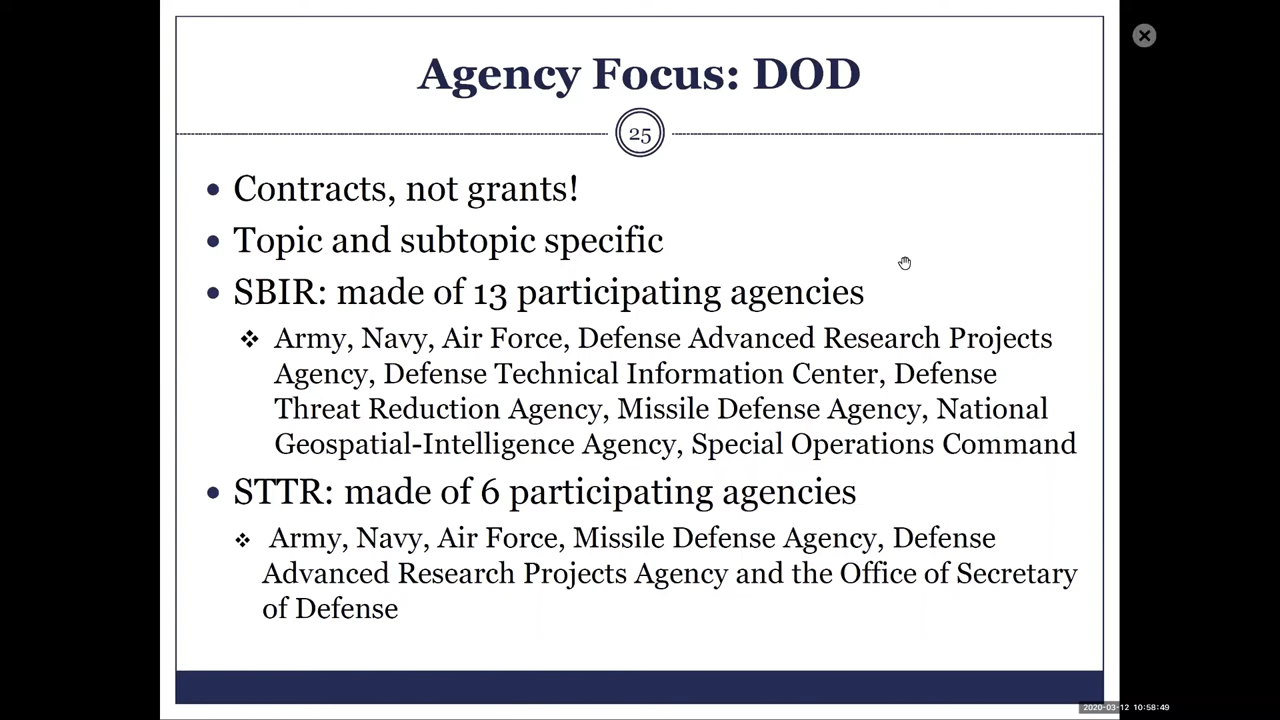 Agency Focus: DOD
25
• Contracts, not grants!
• Topic and subtopic specific
• SBIR: made of 13 participating agencies
❖ Army, Navy, Air Force, Defense Advanced Research Projects
Agency, Defense Technical Information Center, Defense
Threat Reduction Agency, Missile Defense Agency, National
Geospatial-Intelligence Agency, Special Operations Command
• STTR: made of 6 participating agencies
❖ Army, Navy, Air Force, Missile Defense Agency, Defense
Advanced Research Projects Agency and the Office of Secretary
of Defense
2020-03-12 10:58:49